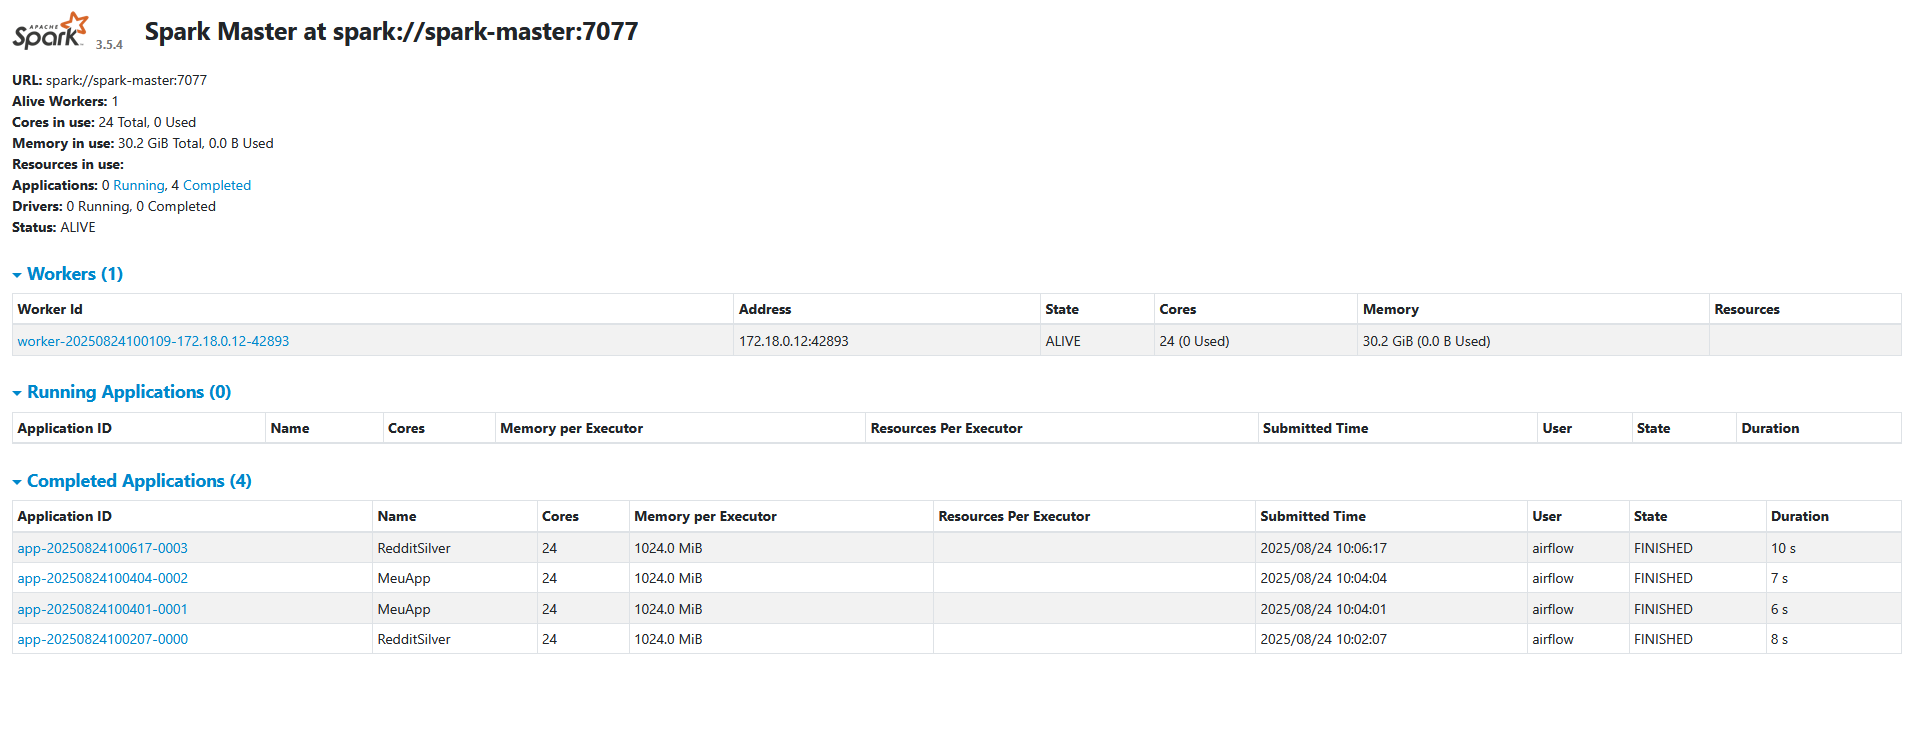 APACHE
Spark 3.5.4 Spark Master at spark://spark-master:7077
URL: spark://spark-master:7077
Alive Workers: 1
Cores in use: 24 Total, 0 Used
Memory in use: 30.2 GiB Total, 0.0 B Used
Resources in use:
Applications: 0 Running, 4 Completed
Drivers: 0 Running, 0 Completed
Status: ALIVE
Workers (1)
Worker Id Address State Cores Memory Resources
worker-20250824100109-172.18.0.12-42893 172.18.0.12:42893 ALIVE 24 (0 Used) 30.2 GiB (0.0 B Used)
Running Applications (0)
Application ID Name Cores Memory per Executor Resources Per Executor Submitted Time User State Duration
Completed Applications (4)
Application ID Name Cores Memory per Executor Resources Per Executor Submitted Time User State Duration
app-20250824100617-0003 RedditSilver 24 1024.0 MiB 2025/08/24 10:06:17 airflow FINISHED 10 s
app-20250824100404-0002 MeuApp 24 1024.0 MiB 2025/08/24 10:04:04 airflow FINISHED 7 s
app-20250824100401-0001 MeuApp 24 1024.0 MiB 2025/08/24 10:04:01 airflow FINISHED 6 s
app-20250824100207-0000 RedditSilver 24 1024.0 MiB 2025/08/24 10:02:07 airflow FINISHED 8 s